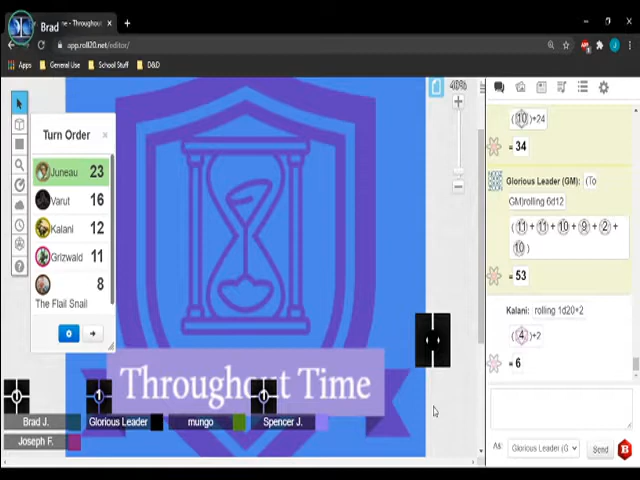 Brad
me - Throughou
app.roll20.net/editor/
Apps
General Use
School Stuff
D&D
Turn Order
Juneau 23
Varut 16
Kalani 12
Grizwald 11
8
The Flail Snail
40%
Throughout Time
Brad J.
Glorious Leader
mungo
Spencer J.
Joseph F.
(10)+24
= 34
Glorious Leader (GM): (To
GM)rolling 6d12
(11+11+10+9+2+
10)
= 53
Kalani: rolling 1d20+2
(4)+2
= 6
As: Glorious Leader (G Send